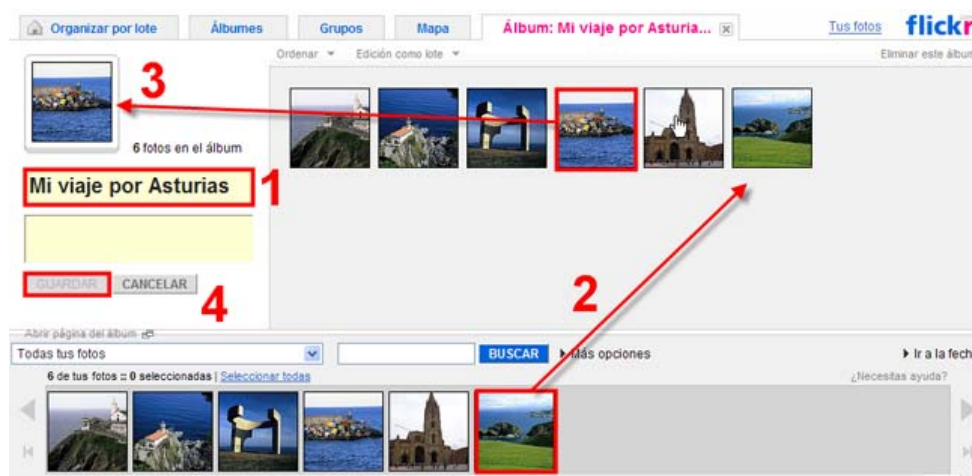 Organizar por lote Álbumes Grupos Mapa Álbum: Mi viaje por Asturia... Tus fotos flickr
Ordenar Edición como lote Eliminar este álbum
3
6 fotos en el álbum
Mi viaje por Asturias 1
GUARDAR CANCELAR
4
2
Abrir página del álbum
Todas tus fotos BUSCAR Más opciones Ir a la fech
6 de tus fotos :: 0 seleccionadas | Seleccionar todas ¿Necesitas ayuda?